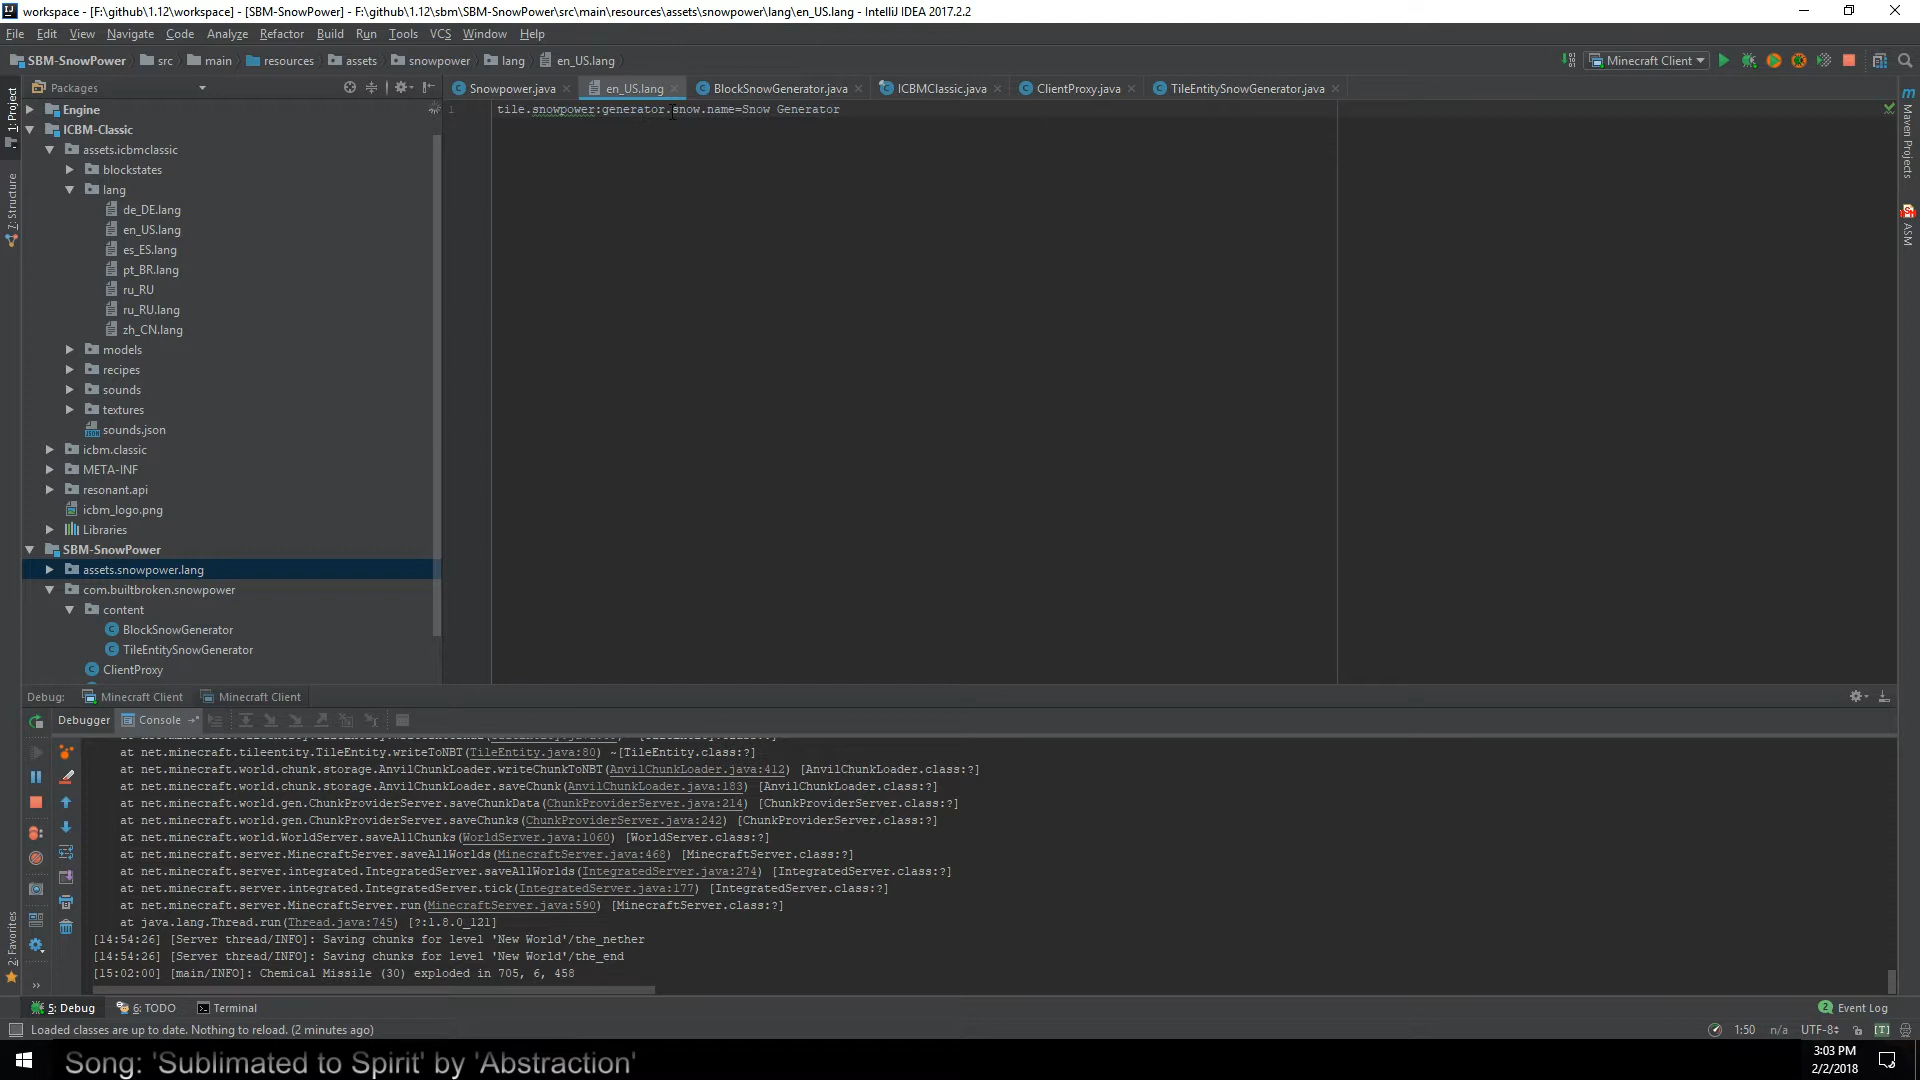 workspace - [F:\github\1.12\workspace] - [SBM-SnowPower] - F:\github\1.12\sbm\SBM-SnowPower\src\main\resources\assets\snowpower\lang\en_US.lang - IntelliJ IDEA 2017.2.2
File Edit View Navigate Code Analyze Refactor Build Run Tools VCS Window Help
SBM-SnowPower src main resources assets snowpower lang en_US.lang Minecraft Client
Packages Snowpower.java en_US.lang BlockSnowGenerator.java ICBMClassic.java ClientProxy.java TileEntitySnowGenerator.java
1 tile.snowpower:generator.snow.name=Snow Generator
1: Project
7: Structure
2: Favorites
Maven Projects
ASM
Engine
ICBM-Classic
assets.icbmclassic
blockstates
lang
de_DE.lang
en_US.lang
es_ES.lang
pt_BR.lang
ru_RU
ru_RU.lang
zh_CN.lang
models
recipes
sounds
textures
sounds.json
icbm.classic
META-INF
resonant.api
icbm_logo.png
Libraries
SBM-SnowPower
assets.snowpower.lang
com.builtbroken.snowpower
content
BlockSnowGenerator
TileEntitySnowGenerator
ClientProxy
Debug: Minecraft Client Minecraft Client
Debugger Console
at net.minecraft.tileentity.TileEntity.writeToNBT(TileEntity.java:80) ~[TileEntity.class:?]
at net.minecraft.world.chunk.storage.AnvilChunkLoader.writeChunkToNBT(AnvilChunkLoader.java:412) [AnvilChunkLoader.class:?]
at net.minecraft.world.chunk.storage.AnvilChunkLoader.saveChunk(AnvilChunkLoader.java:183) [AnvilChunkLoader.class:?]
at net.minecraft.world.gen.ChunkProviderServer.saveChunkData(ChunkProviderServer.java:214) [ChunkProviderServer.class:?]
at net.minecraft.world.gen.ChunkProviderServer.saveChunks(ChunkProviderServer.java:242) [ChunkProviderServer.class:?]
at net.minecraft.world.WorldServer.saveAllChunks(WorldServer.java:1060) [WorldServer.class:?]
at net.minecraft.server.MinecraftServer.saveAllWorlds(MinecraftServer.java:468) [MinecraftServer.class:?]
at net.minecraft.server.integrated.IntegratedServer.saveAllWorlds(IntegratedServer.java:274) [IntegratedServer.class:?]
at net.minecraft.server.integrated.IntegratedServer.tick(IntegratedServer.java:177) [IntegratedServer.class:?]
at net.minecraft.server.MinecraftServer.run(MinecraftServer.java:590) [MinecraftServer.class:?]
at java.lang.Thread.run(Thread.java:745) [?:1.8.0_121]
[14:54:26] [Server thread/INFO]: Saving chunks for level 'New World'/the_nether
[14:54:26] [Server thread/INFO]: Saving chunks for level 'New World'/the_end
[15:02:00] [main/INFO]: Chemical Missile (30) exploded in 705, 6, 458
5: Debug 6: TODO Terminal 2 Event Log
Loaded classes are up to date. Nothing to reload. (2 minutes ago) 1:50 n/a UTF-8
Song: 'Sublimated to Spirit' by 'Abstraction'
3:03 PM
2/2/2018